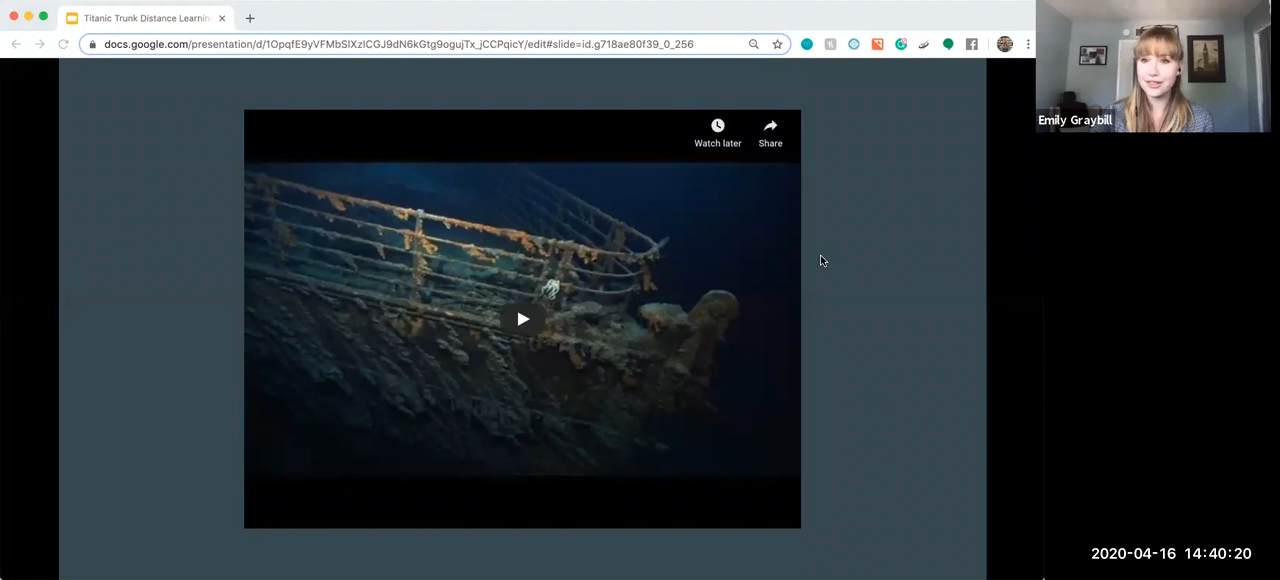 Titanic Trunk Distance Learnin
docs.google.com/presentation/d/1OpqfE9yVFMbSlXzlCGJ9dN6kGtg9ogujTx_jCCPqicY/edit#slide=id.g718ae80f39_0_256
Emily Graybill
Watch later
Share
2020-04-16 14:40:20